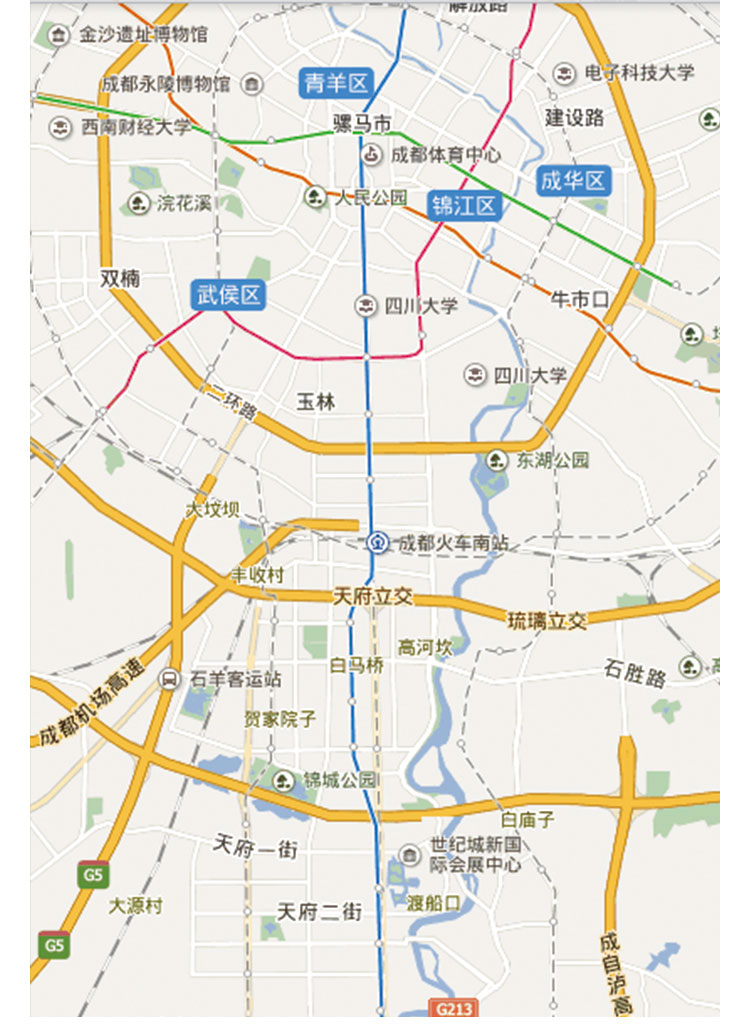 解放路
金沙遗址博物馆
成都永陵博物馆
青羊区
电子科技大学
建设路
西南财经大学
骡马市
成都体育中心
成华区
浣花溪
人民公园
锦江区
双楠
武侯区
四川大学
牛市口
四川大学
二环路
玉林
东湖公园
大坟坝
成都火车南站
丰收村
天府立交
琉璃立交
高河坎
白马桥
石胜路
石羊客运站
成都机场高速
贺家院子
锦城公园
白庙子
天府一街
世纪城新国
际会展中心
G5
大源村
天府二街
渡船口
G5
成自泸高
G213